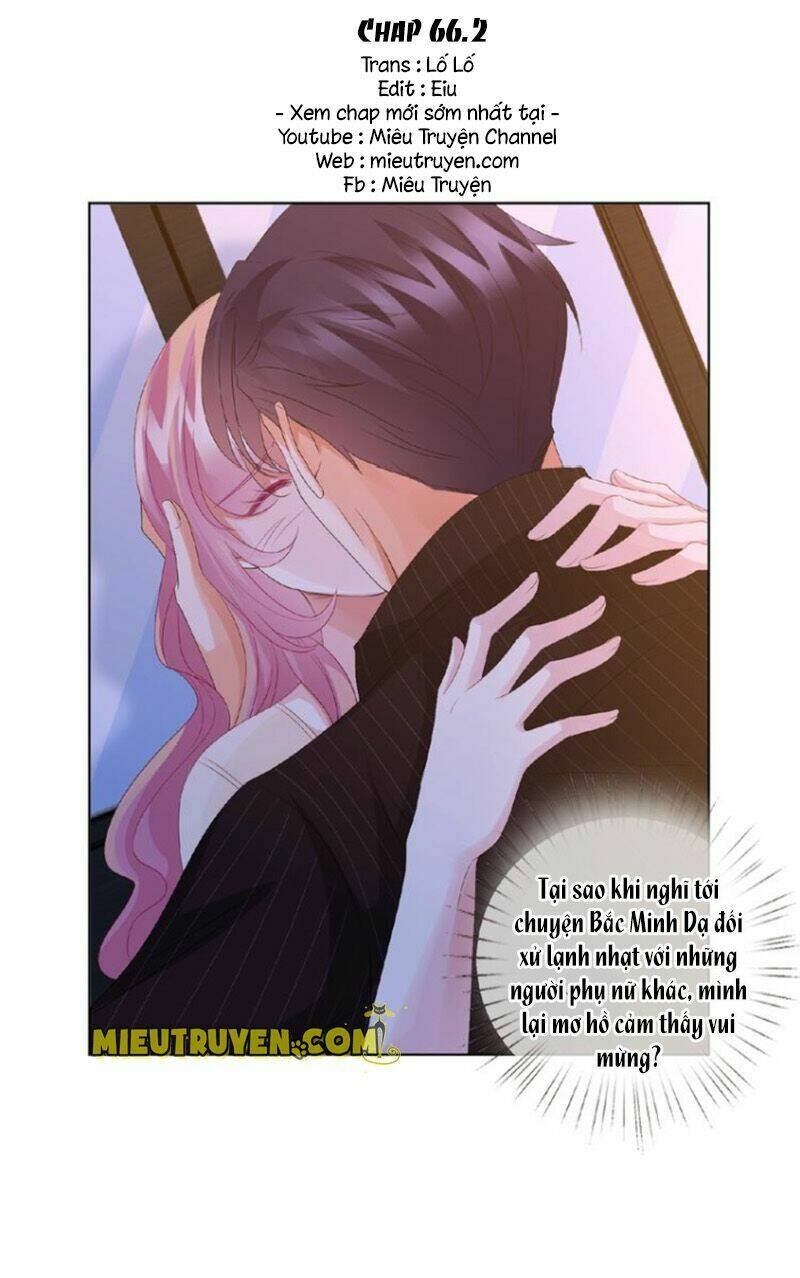 CHAP 66.2
Trans : Lố Lố
Edit : Eiu
- Xem chap mới sớm nhất tại -
Youtube : Miêu Truyện Channel
Web : mieutruyen.com
Fb : Miêu Truyện
Tại sao khi nghĩ tới
chuyện Bắc Minh Dạ đối
xử lạnh nhạt với những
người phụ nữ khác, mình
lại mơ hồ cảm thấy vui
mừng?
MIEUTRUYEN.COM